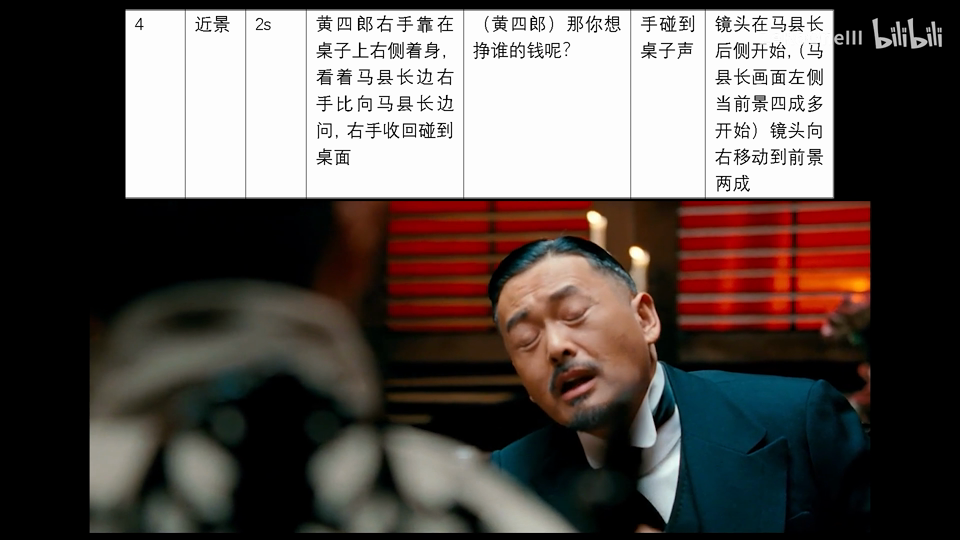 4
近景
2s
黄四郎右手靠在
桌子上右侧着身，
看着马县长边右
手比向马县长边
问，右手收回碰到
桌面
（黄四郎）那你想
挣谁的钱呢？
手碰到
桌子声
镜头在马县长
后侧开始，（马
县长画面左侧
当前景四成多
开始）镜头向
右移动到前景
两成
elll bilibili